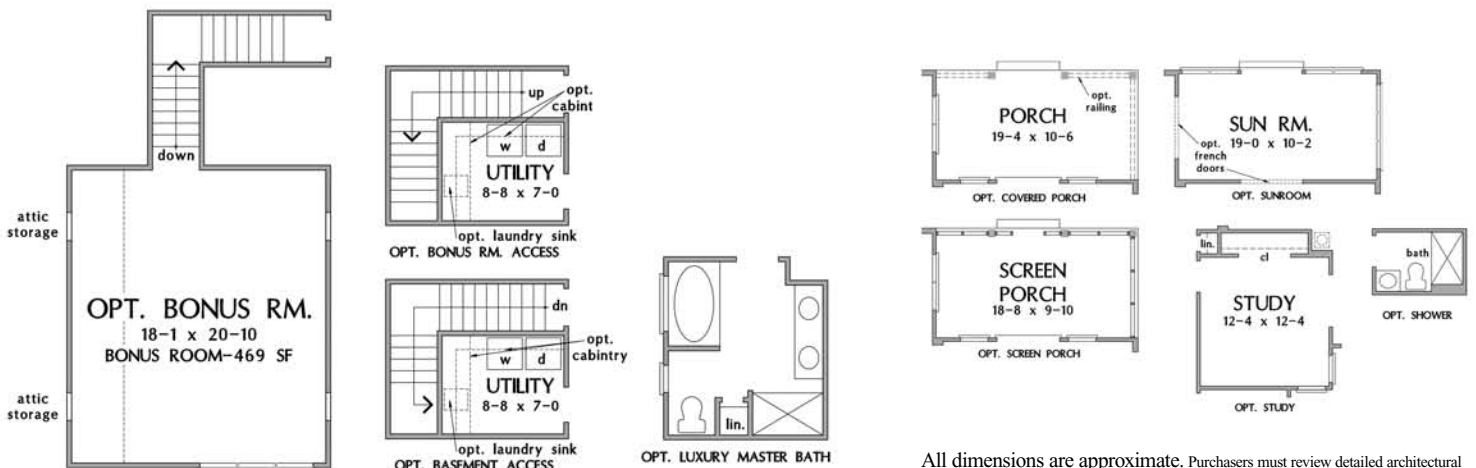 down
attic
storage
OPT. BONUS RM.
18-1 x 20-10
BONUS ROOM-469 SF
attic
storage
up
opt.
cabint
w
d
UTILITY
8-8 x 7-0
opt. laundry sink
OPT. BONUS RM. ACCESS
dn
opt.
cabintry
w
d
UTILITY
8-8 x 7-0
opt. laundry sink
OPT. BASEMENT ACCESS
lin.
OPT. LUXURY MASTER BATH
opt.
railing
PORCH
19-4 x 10-6
OPT. COVERED PORCH
SUN RM.
19-0 x 10-2
opt.
french
doors
OPT. SUNROOM
SCREEN
PORCH
18-8 x 9-10
OPT. SCREEN PORCH
lin.
cl
STUDY
12-4 x 12-4
OPT. STUDY
bath
OPT. SHOWER
All dimensions are approximate. Purchasers must review detailed architectural